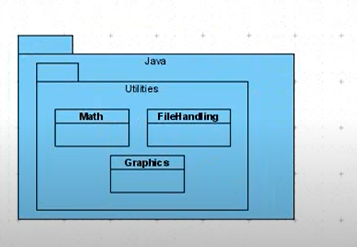 Java
Utilities
Math
FileHandling
Graphics